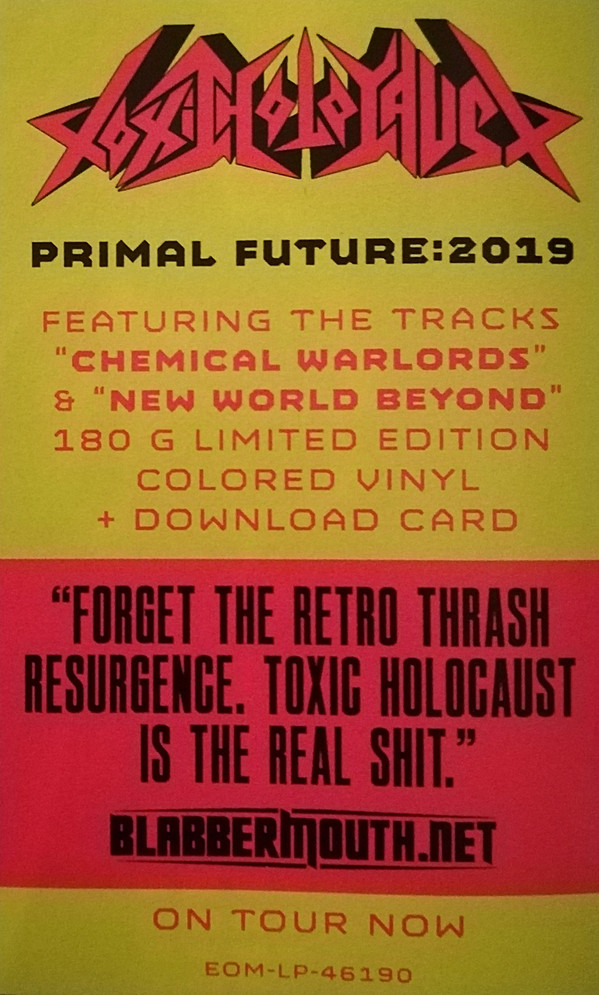 ToxiC HoLoCAUsT
PRIMAL FUTURE:2019
FEATURING THE TRACKS
"CHEMICAL WARLORDS"
& "NEW WORLD BEYOND"
180 G LIMITED EDITION
COLORED VINYL
+ DOWNLOAD CARD
“FORGET THE RETRO THRASH
RESURGENCE. TOXIC HOLOCAUST
IS THE REAL SHIT.”
BLABBERMOUTH.NET
ON TOUR NOW
EOM-LP-46190